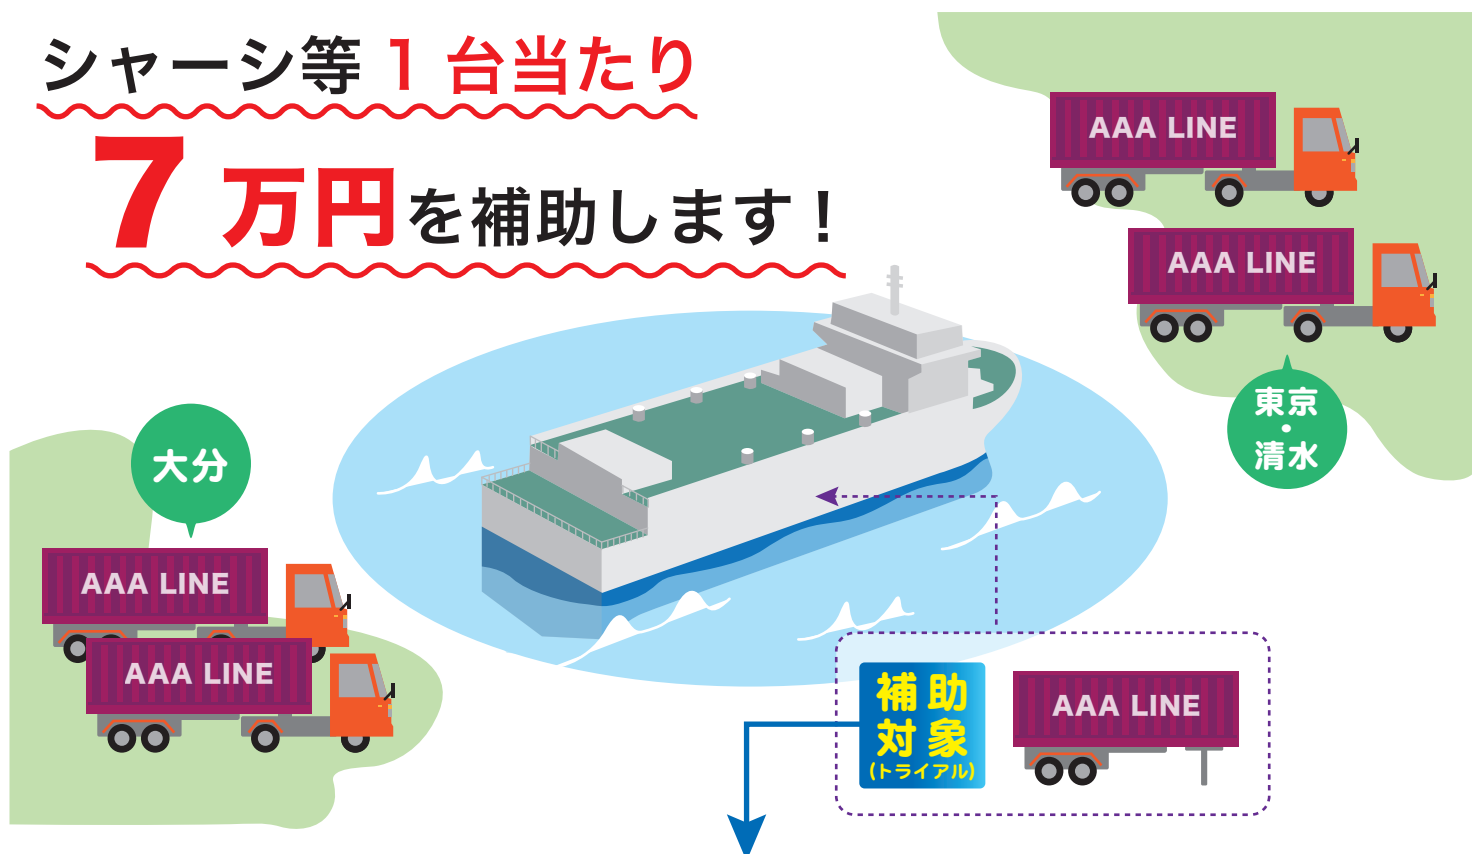 シャーシ等1台当たり
7万円を補助します！
AAA LINE
AAA LINE
東京
・
清水
大分
AAA LINE
AAA LINE
補助
対象
(トライアル)
AAA LINE